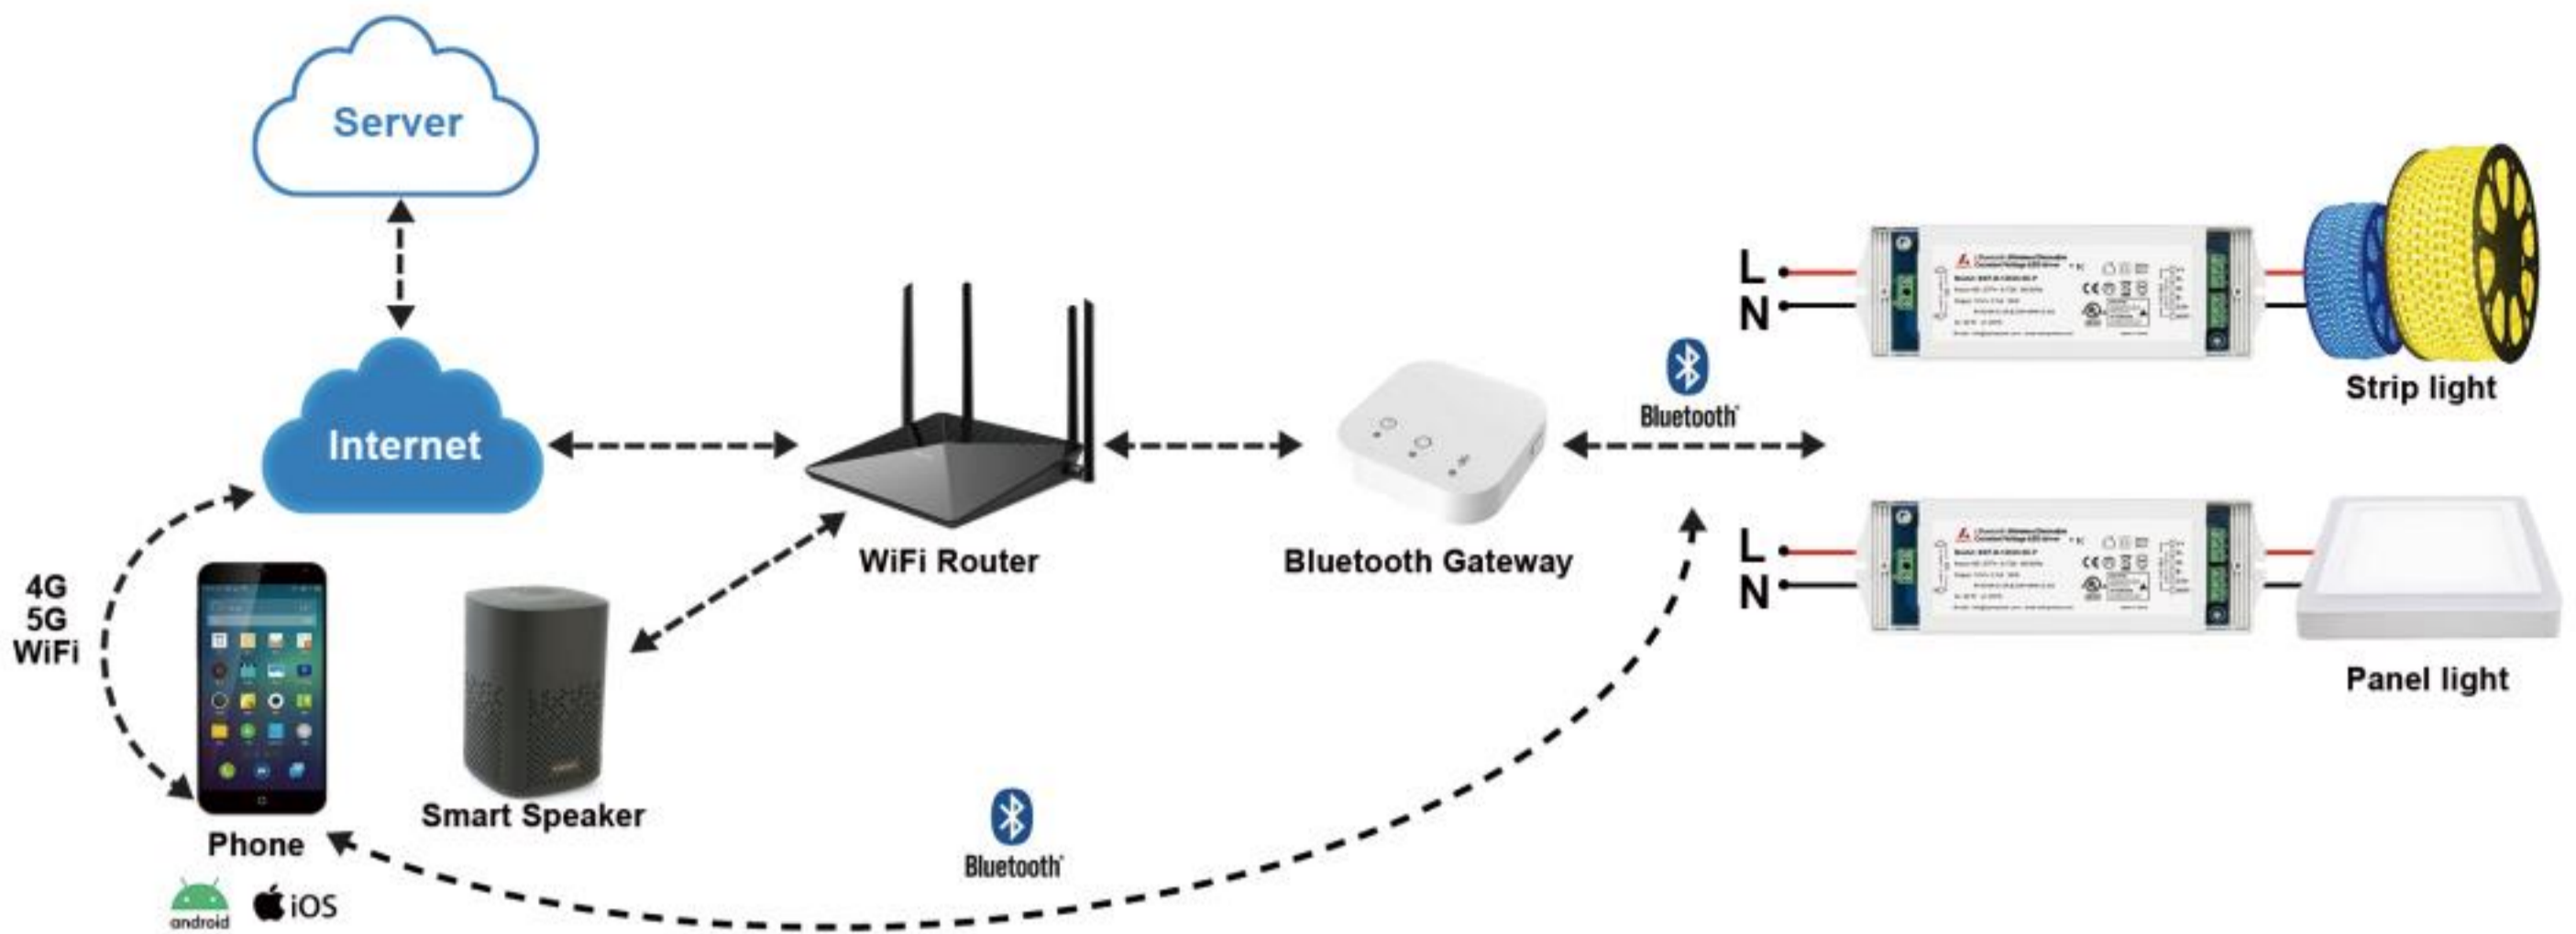 Server
Internet
4G
5G
WiFi
Phone
android
iOS
Smart Speaker
WiFi Router
Bluetooth Gateway
Bluetooth
Bluetooth
L
N
Strip light
L
N
Panel light